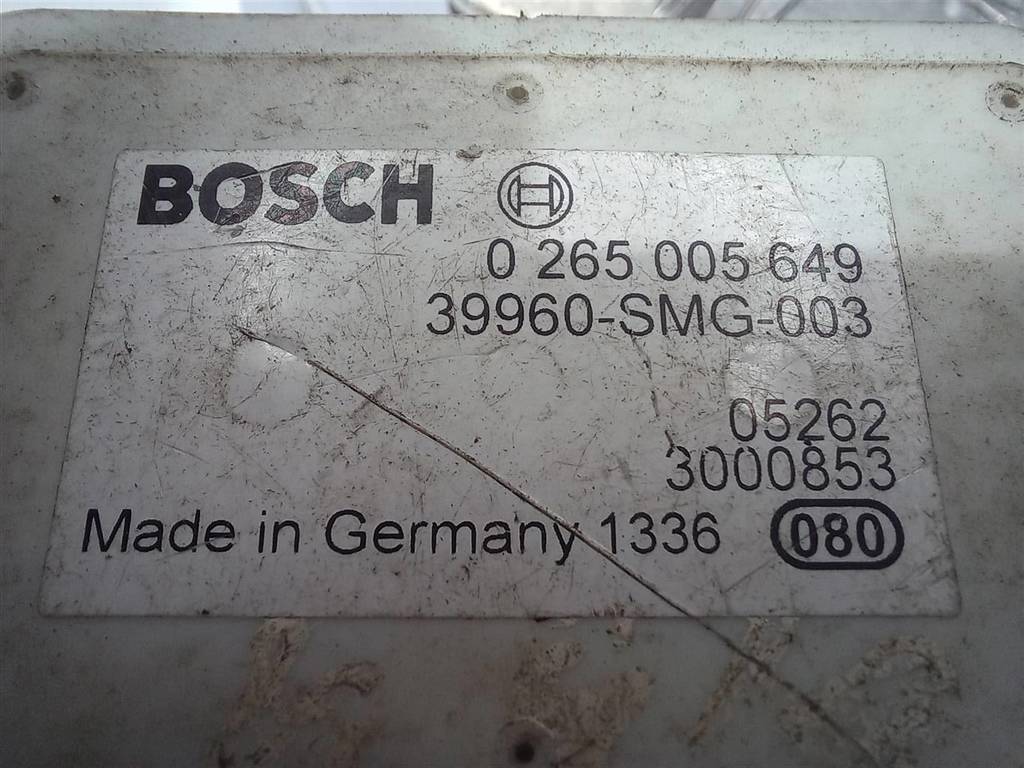 BOSCH
0 265 005 649
39960-SMG-003
05262
3000853
Made in Germany 1336 080